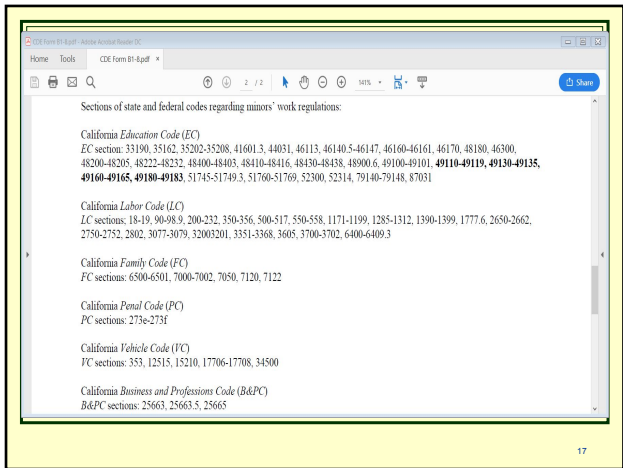 CDE Form B1-8.pdf - Adobe Acrobat Reader DC
Home Tools CDE Form B1-8.pdf ×
2 / 2 141% Share
Sections of state and federal codes regarding minors' work regulations:
California Education Code (EC)
EC section: 33190, 35162, 35202-35208, 41601.3, 44031, 46113, 46140.5-46147, 46160-46161, 46170, 48180, 46300,
48200-48205, 48222-48232, 48400-48403, 48410-48416, 48430-48438, 48900.6, 49100-49101, 49110-49119, 49130-49135,
49160-49165, 49180-49183, 51745-51749.3, 51760-51769, 52300, 52314, 79140-79148, 87031
California Labor Code (LC)
LC sections; 18-19, 90-98.9, 200-232, 350-356, 500-517, 550-558, 1171-1199, 1285-1312, 1390-1399, 1777.6, 2650-2662,
2750-2752, 2802, 3077-3079, 32003201, 3351-3368, 3605, 3700-3702, 6400-6409.3
California Family Code (FC)
FC sections: 6500-6501, 7000-7002, 7050, 7120, 7122
California Penal Code (PC)
PC sections: 273e-273f
California Vehicle Code (VC)
VC sections: 353, 12515, 15210, 17706-17708, 34500
California Business and Professions Code (B&PC)
B&PC sections: 25663, 25663.5, 25665
17